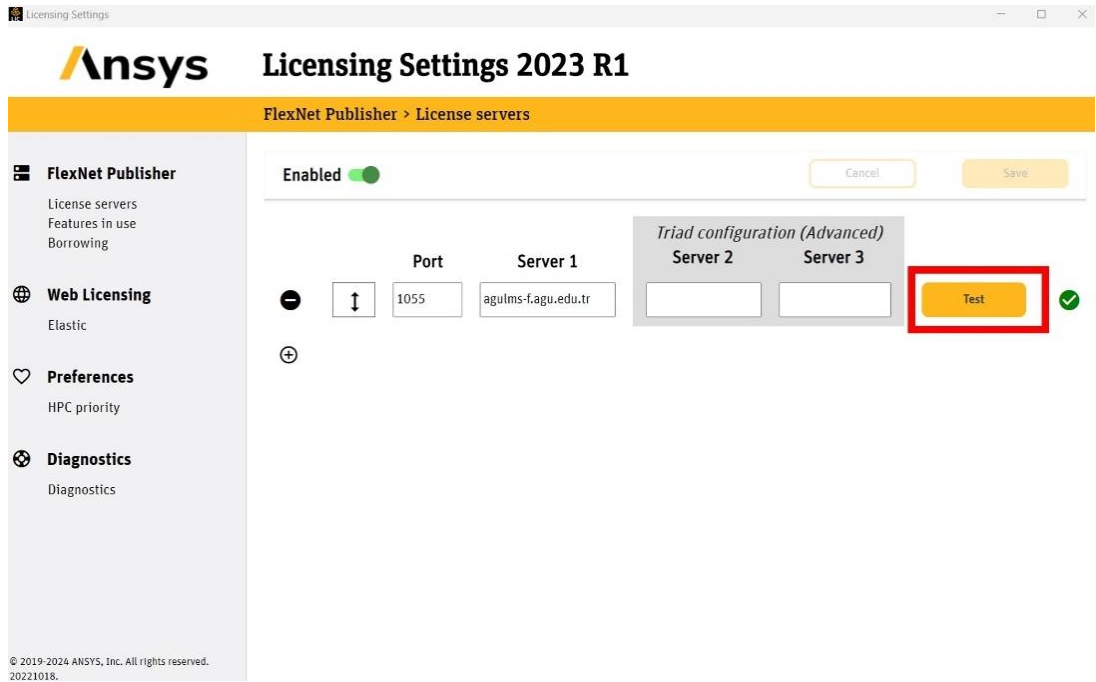 Licensing Settings
Ansys
Licensing Settings 2023 R1
FlexNet Publisher > License servers
FlexNet Publisher
License servers
Features in use
Borrowing
Web Licensing
Elastic
Preferences
HPC priority
Diagnostics
Diagnostics
© 2019-2024 ANSYS, Inc. All rights reserved.
20221018.
Enabled
Cancel
Save
Triad configuration (Advanced)
Port
Server 1
Server 2
Server 3
1055
agulms-f.agu.edu.tr
Test